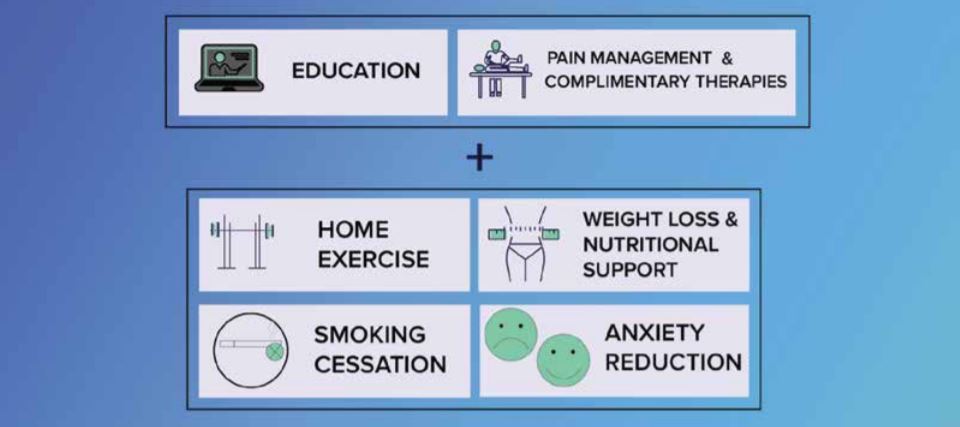 EDUCATION
PAIN MANAGEMENT &
COMPLIMENTARY THERAPIES
+
HOME
EXERCISE
WEIGHT LOSS &
NUTRITIONAL
SUPPORT
SMOKING
CESSATION
ANXIETY
REDUCTION